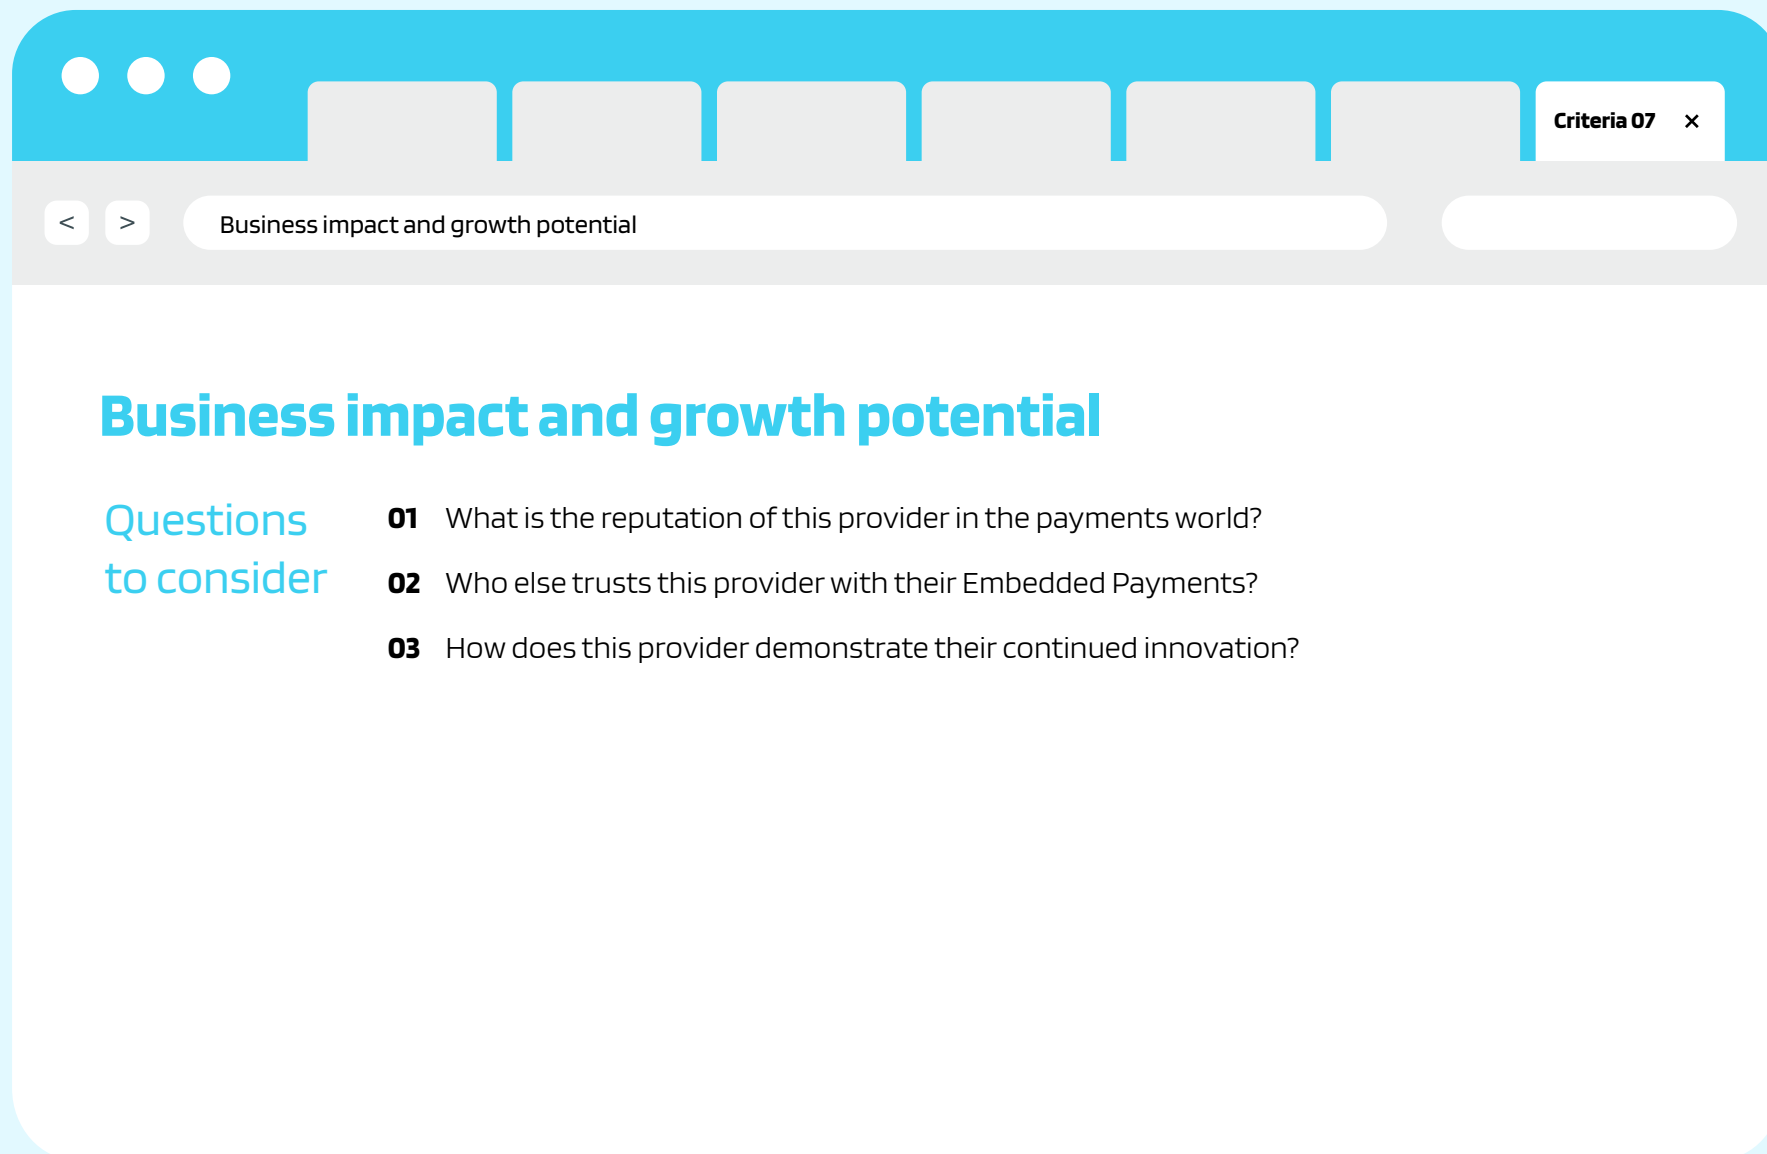 Criteria 07 ×
< > Business impact and growth potential
Business impact and growth potential
Questions
to consider
01 What is the reputation of this provider in the payments world?
02 Who else trusts this provider with their Embedded Payments?
03 How does this provider demonstrate their continued innovation?